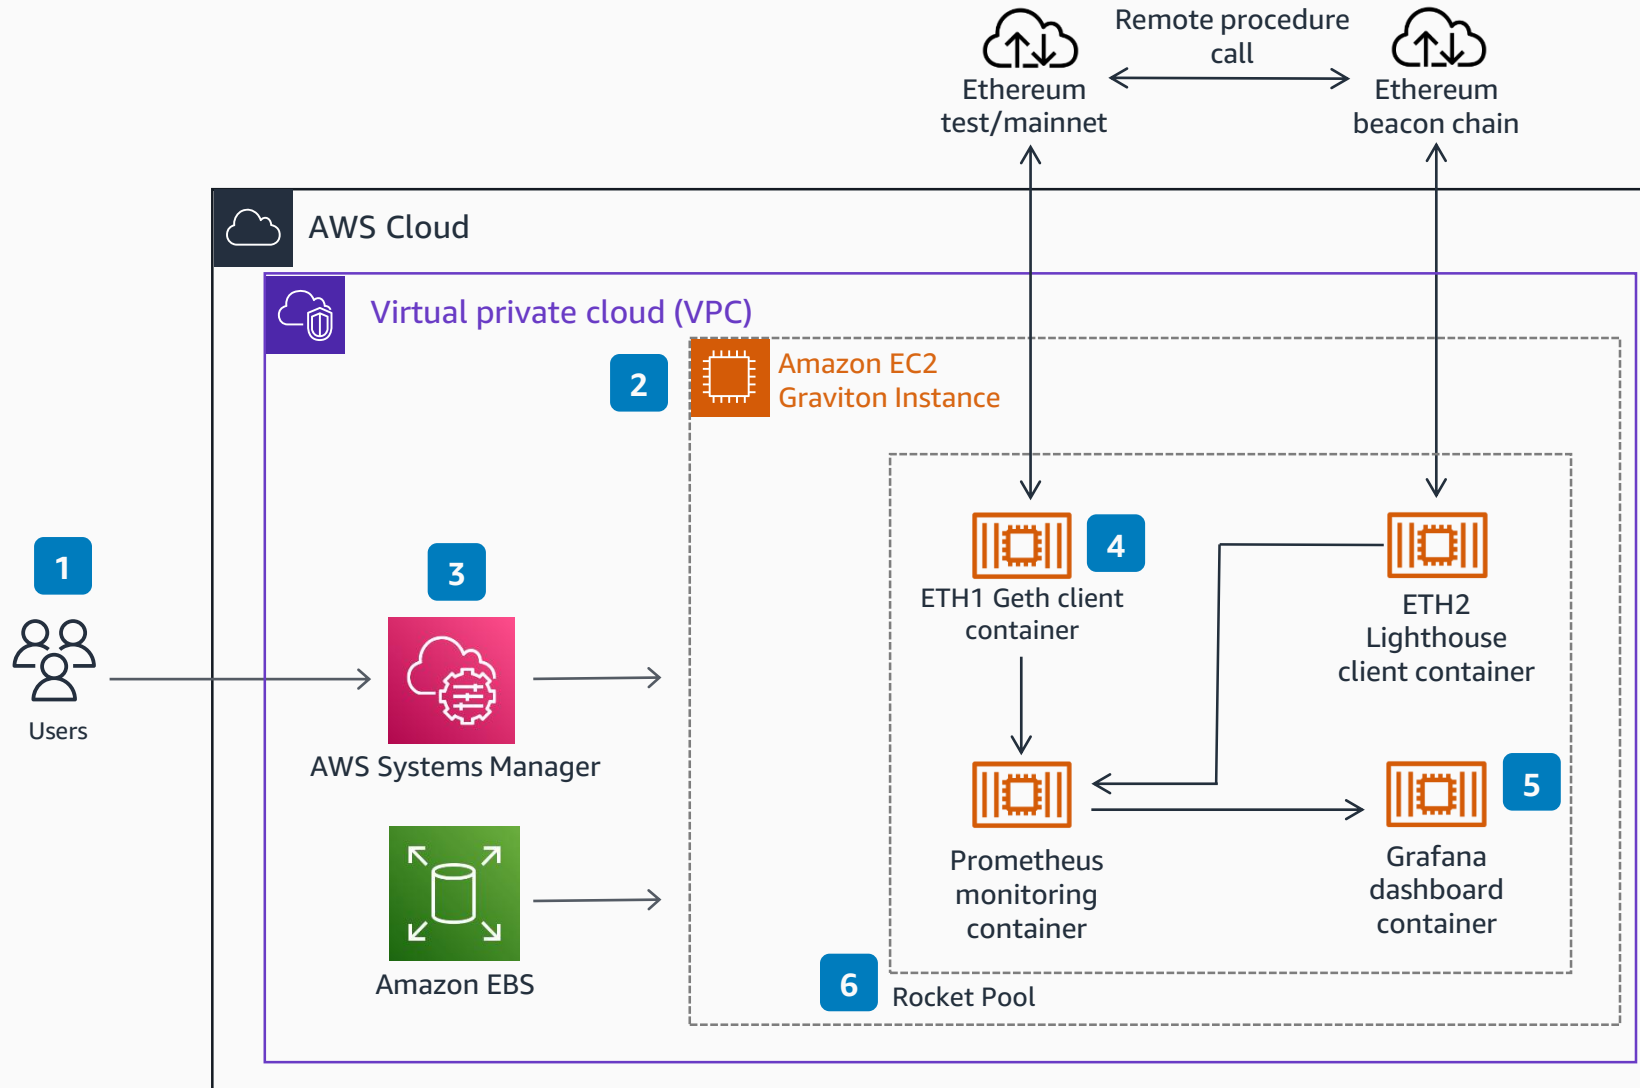 Remote procedure
call
Ethereum
test/mainnet
Ethereum
beacon chain
AWS Cloud
Virtual private cloud (VPC)
2
Amazon EC2
Graviton Instance
1
Users
3
AWS Systems Manager
Amazon EBS
4
ETH1 Geth client
container
ETH2
Lighthouse
client container
Prometheus
monitoring
container
5
Grafana
dashboard
container
6
Rocket Pool